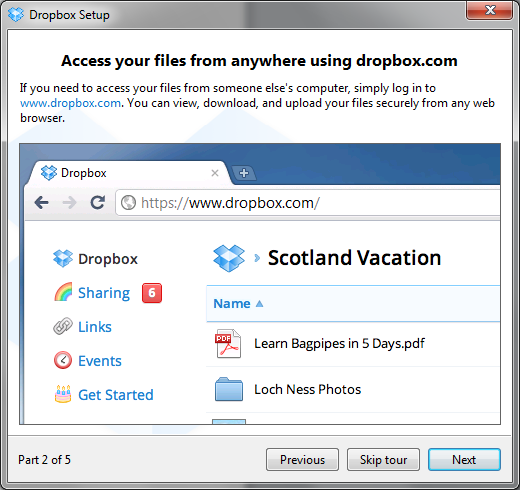 Dropbox Setup
Access your files from anywhere using dropbox.com
If you need to access your files from someone else's computer, simply log in to
www.dropbox.com. You can view, download, and upload your files securely from any web
browser.
Dropbox
https://www.dropbox.com/
Dropbox
Sharing 6
Links
Events
Get Started
Scotland Vacation
Name
PDF
Learn Bagpipes in 5 Days.pdf
Loch Ness Photos
Part 2 of 5
Previous
Skip tour
Next